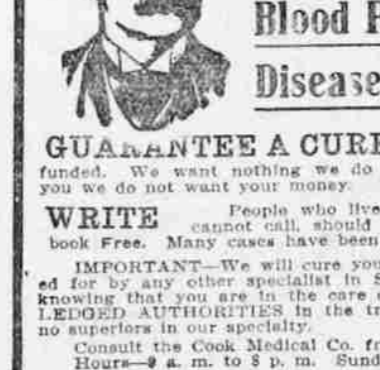 Blood
Disease
GUARANTEE A CURE
funded. We want nothing we do
you we do not want your money.
WRITE
People who live
cannot call, should
book Free. Many cases have been
IMPORTANT—We will cure you
ed for by any other specialist in
knowing that you are in the care
LEDGED AUTHORITIES in the
no superiors in our specialty.
Consult the Cook Medical Co.
Hours—9 a. m. to 8 p. m. Sund